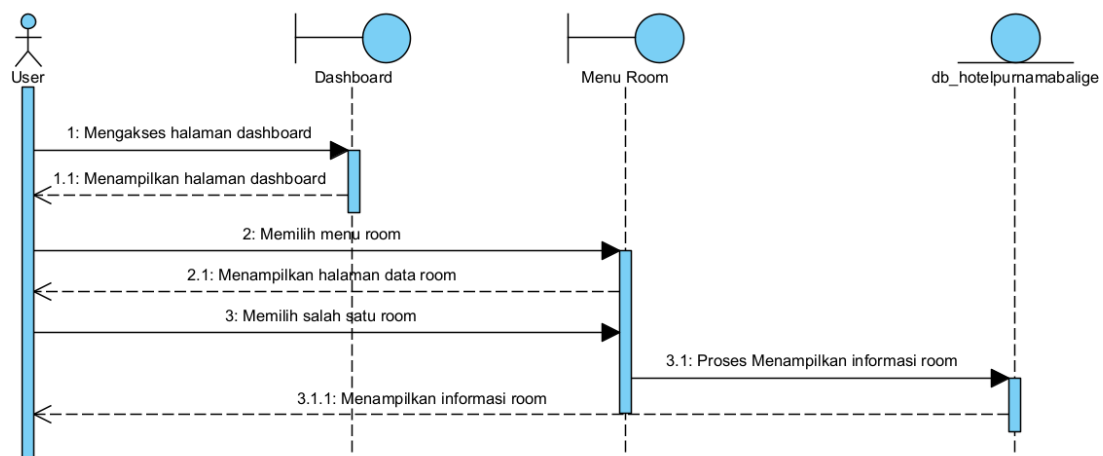 User
Dashboard
Menu Room
db_hotelpurnamabalige
1: Mengakses halaman dashboard
1.1: Menampilkan halaman dashboard
2: Memilih menu room
2.1: Menampilkan halaman data room
3: Memilih salah satu room
3.1: Proses Menampilkan informasi room
3.1.1: Menampilkan informasi room